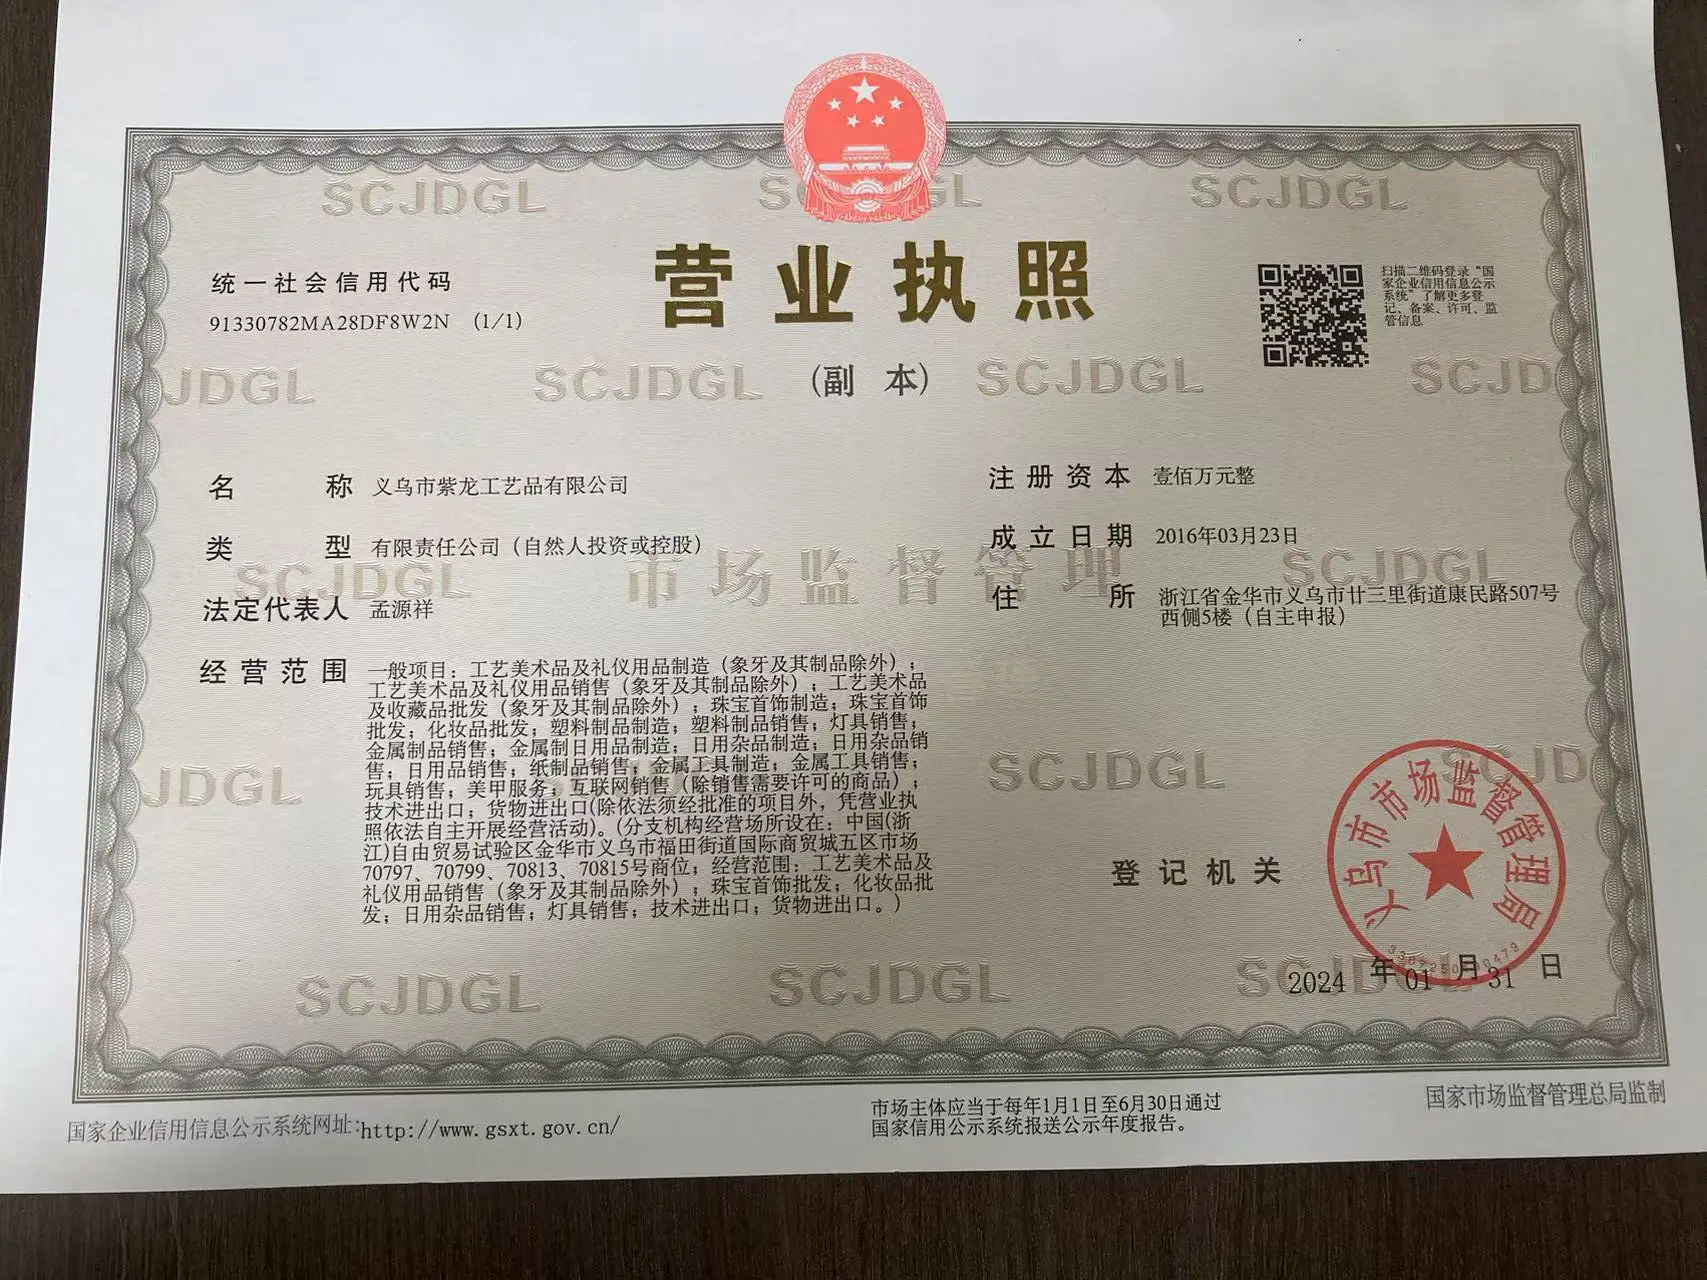 SCJDGL
SCJDGL
SCJDGL
营业执照
(副 本)
统一社会信用代码
91330782MA28DF8W2N (1/1)
扫描二维码登录“国
家企业信用信息公示
系统”了解更多登
记、备案、许可、监
管信息
JDGL
SCJDGL
SCJDGL
SCJD
名 称 义乌市紫龙工艺品有限公司
类 型 有限责任公司（自然人投资或控股）
法定代表人 孟源祥
经营范围 一般项目：工艺美术品及礼仪用品制造（象牙及其制品除外）；
工艺美术品及礼仪用品销售（象牙及其制品除外）；工艺美术品
及收藏品批发（象牙及其制品除外）；珠宝首饰制造；珠宝首饰
批发；化妆品批发；塑料制品制造；塑料制品销售；灯具销售；
金属制品销售；金属制日用品制造；日用杂品制造；日用杂品销
售；日用品销售；纸制品销售；金属工具制造；金属工具销售；
玩具销售；美甲服务；互联网销售（除销售需要许可的商品）；
技术进出口；货物进出口(除依法须经批准的项目外，凭营业执
照依法自主开展经营活动)。(分支机构经营场所设在：中国(浙
江)自由贸易试验区金华市义乌市福田街道国际商贸城五区市场
70797、70799、70813、70815号商位；经营范围：工艺美术品及
礼仪用品销售（象牙及其制品除外）；珠宝首饰批发；化妆品批
发；日用杂品销售；灯具销售；技术进出口；货物进出口。)
注册资本 壹佰万元整
成立日期 2016年03月23日
住 所 浙江省金华市义乌市廿三里街道康民路507号
西侧5楼（自主申报）
SCJDGL
市场监督管理
SCJDGL
JDGL
SCJDGL
SCJD
登记机关
义乌市市场监督管理局
2024 年 01 月 31 日
SCJDGL
SCJDGL
SCJDGL
国家企业信用信息公示系统网址:http://www.gsxt.gov.cn/
市场主体应当于每年1月1日至6月30日通过
国家信用公示系统报送公示年度报告。
国家市场监督管理总局监制